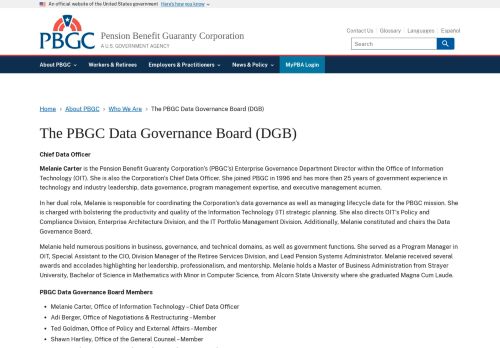 An official website of the United States government Here's how you know
PBGC
Pension Benefit Guaranty Corporation
A U.S. GOVERNMENT AGENCY
Contact Us Glossary Languages Español
Search
About PBGC Workers & Retirees Employers & Practitioners News & Policy MyPBA Login
Home › About PBGC › Who We Are › The PBGC Data Governance Board (DGB)
The PBGC Data Governance Board (DGB)
Chief Data Officer
Melanie Carter is the Pension Benefit Guaranty Corporation's (PBGC's) Enterprise Governance Department Director within the Office of Information
Technology (OIT). She is also the Corporation's Chief Data Officer. She joined PBGC in 1996 and has more than 25 years of government experience in
technology and industry leadership, data governance, program management expertise, and executive management acumen.
In her dual role, Melanie is responsible for coordinating the Corporation's data governance as well as managing lifecycle data for the PBGC mission. She
is charged with bolstering the productivity and quality of the Information Technology (IT) strategic planning. She also directs OIT's Policy and
Compliance Division, Enterprise Architecture Division, and the IT Portfolio Management Division. Additionally, Melanie constituted and chairs the Data
Governance Board.
Melanie held numerous positions in business, governance, and technical domains, as well as government functions. She served as a Program Manager in
OIT, Special Assistant to the CIO, Division Manager of the Retiree Services Division, and Lead Pension Systems Administrator. Melanie received several
awards and accolades highlighting her leadership, professionalism, and mentorship. Melanie holds a Master of Business Administration from Strayer
University, Bachelor of Science in Mathematics with Minor in Computer Science, from Alcorn State University where she graduated Magna Cum Laude.
PBGC Data Governance Board Members
• Melanie Carter, Office of Information Technology – Chief Data Officer
• Adi Berger, Office of Negotiations & Restructuring – Member
• Ted Goldman, Office of Policy and External Affairs - Member
• Shawn Hartley, Office of the General Counsel – Member